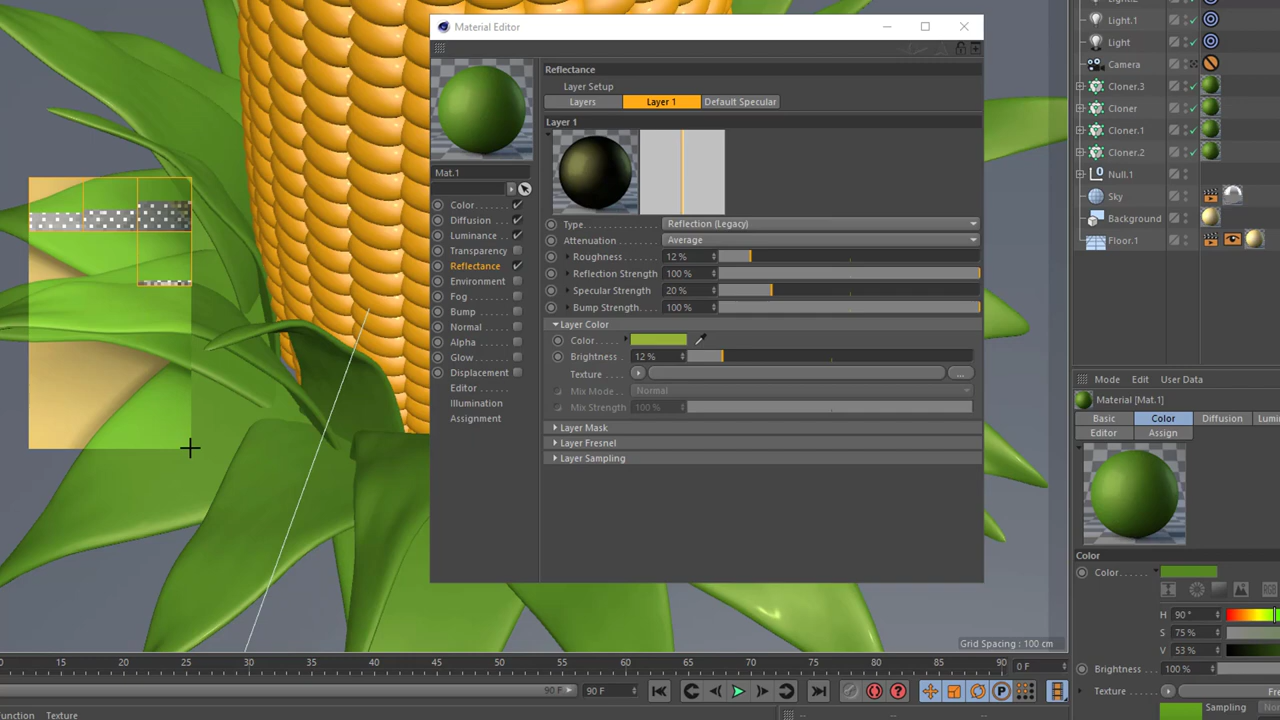 Material Editor
Reflectance
Layer Setup
Layers
Layer 1
Default Specular
Layer 1
Mat.1
Color
Diffusion
Luminance
Transparency
Reflectance
Environment
Fog
Bump
Normal
Alpha
Glow
Displacement
Editor
Illumination
Assignment
Type
Reflection (Legacy)
Attenuation
Average
Roughness
12 %
Reflection Strength
100 %
Specular Strength
20 %
Bump Strength
100 %
Layer Color
Color
Brightness
12 %
Texture
...
Mix Mode
Normal
Mix Strength
100 %
Layer Mask
Layer Fresnel
Layer Sampling
Light.1
Light
Camera
Cloner.3
Cloner
Cloner.1
Cloner.2
Null.1
Sky
Background
Floor.1
Mode
Edit
User Data
Material [Mat.1]
Basic
Color
Diffusion
Lumi
Editor
Assign
Color
Color
H
90 °
S
75 %
V
53 %
Brightness
100 %
Texture
Fre
Sampling
Grid Spacing : 100 cm
15
20
25
30
35
40
45
50
55
60
65
70
75
80
85
90
0 F
90 F
90 F
unction
Texture